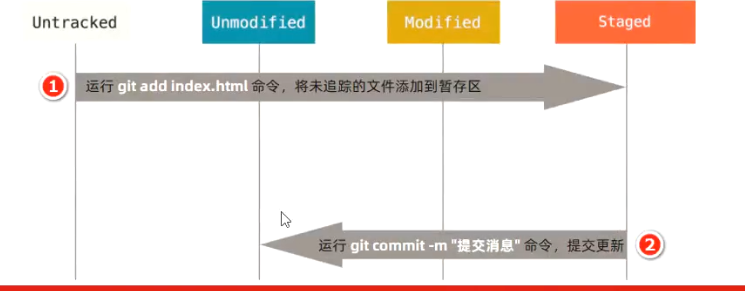 Untracked
Unmodified
Modified
Staged
1
运行 git add index.html 命令，将未追踪的文件添加到暂存区
运行 git commit -m "提交消息" 命令，提交更新
2